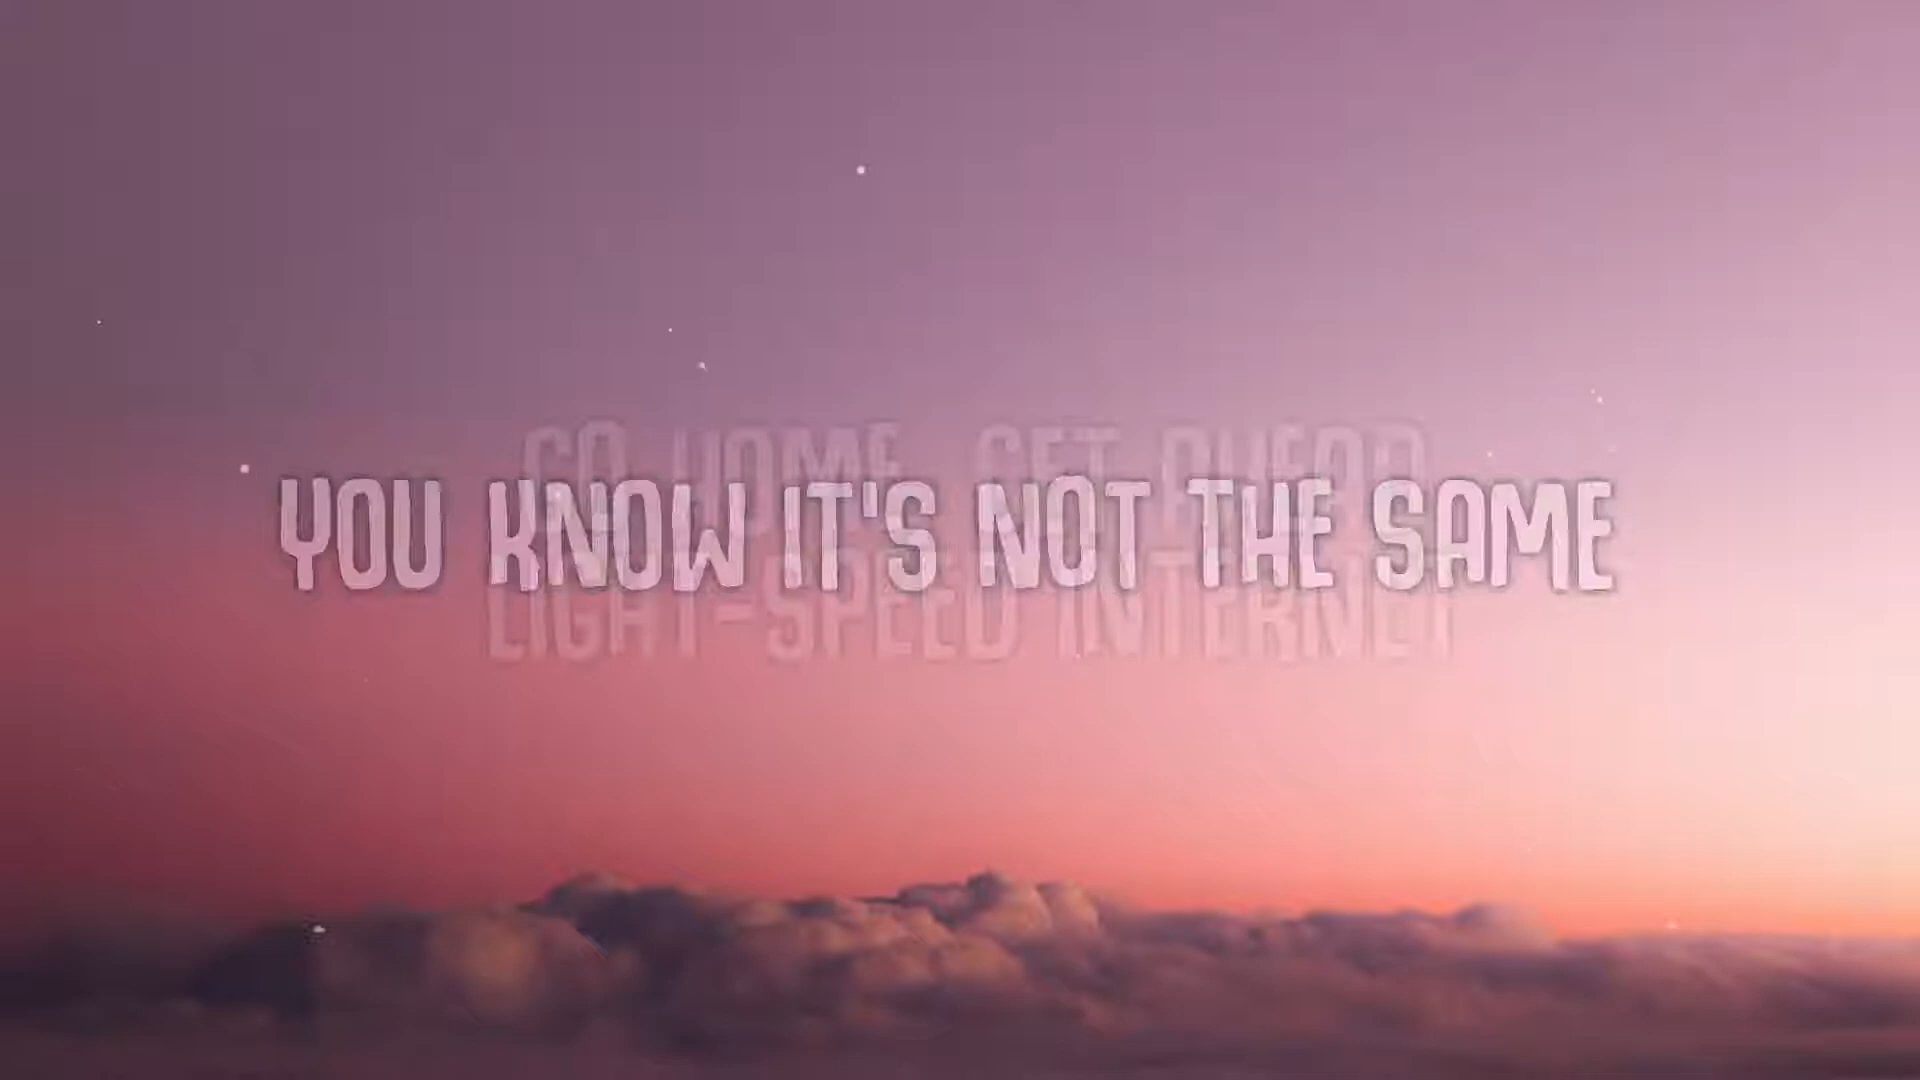 GO HOME, GET AHEAD
YOU KNOW IT'S NOT THE SAME
LIGHT-SPEED INTERNET